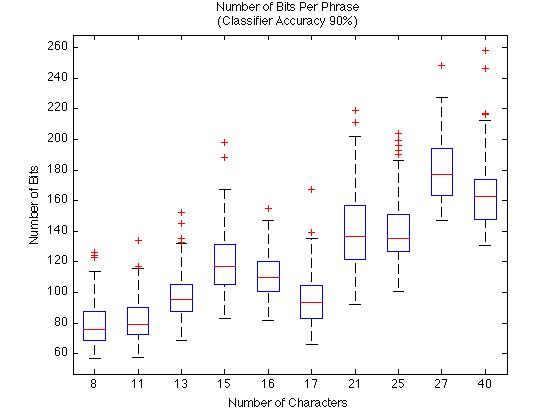 Number of Bits Per Phrase
(Classifier Accuracy 90%)
260
240
220
200
180
160
140
120
100
80
60
Number of Bits
8 11 13 15 16 17 21 25 27 40
Number of Characters